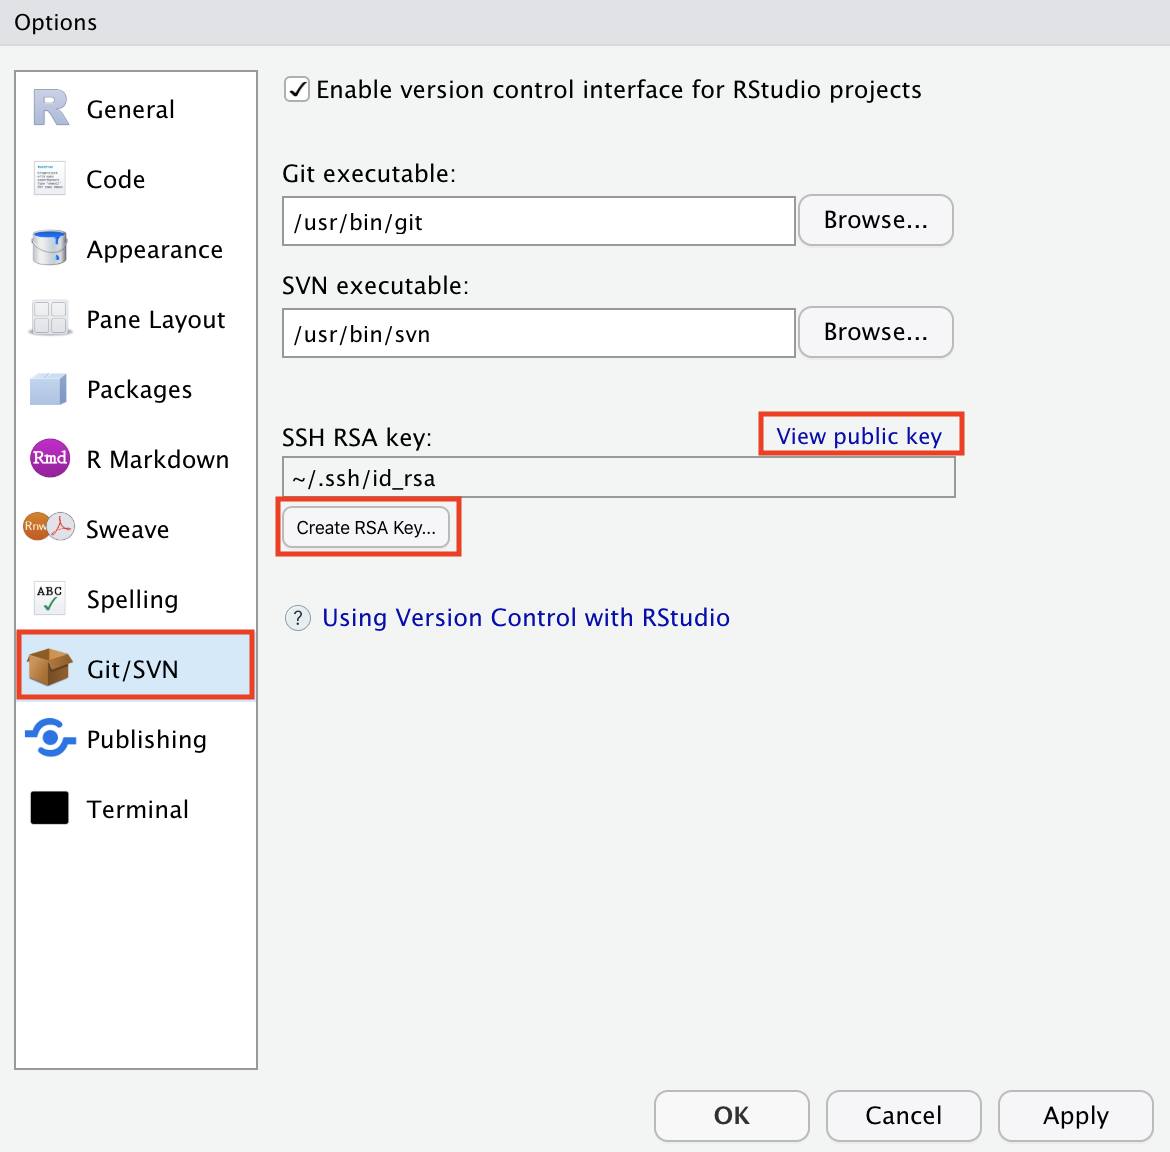 Options
General
Code
Appearance
Pane Layout
Packages
Rmd
R Markdown
Rnw
Sweave
ABC
Spelling
Git/SVN
Publishing
Terminal
Enable version control interface for RStudio projects
Git executable:
/usr/bin/git
Browse...
SVN executable:
/usr/bin/svn
Browse...
SSH RSA key:
View public key
~/.ssh/id_rsa
Create RSA Key...
? Using Version Control with RStudio
OK
Cancel
Apply